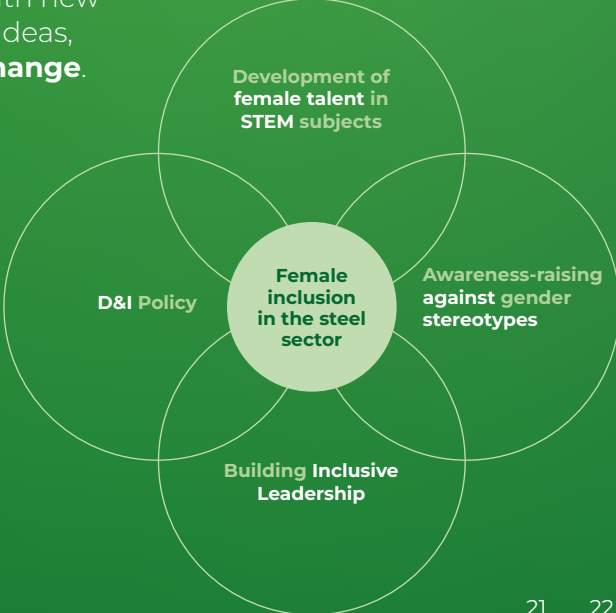 deas,
hange.
Development of
female talent in
STEM subjects
D&I Policy
Female
inclusion
in the steel
sector
Awareness-raising
against gender
stereotypes
Building Inclusive
Leadership
21 22